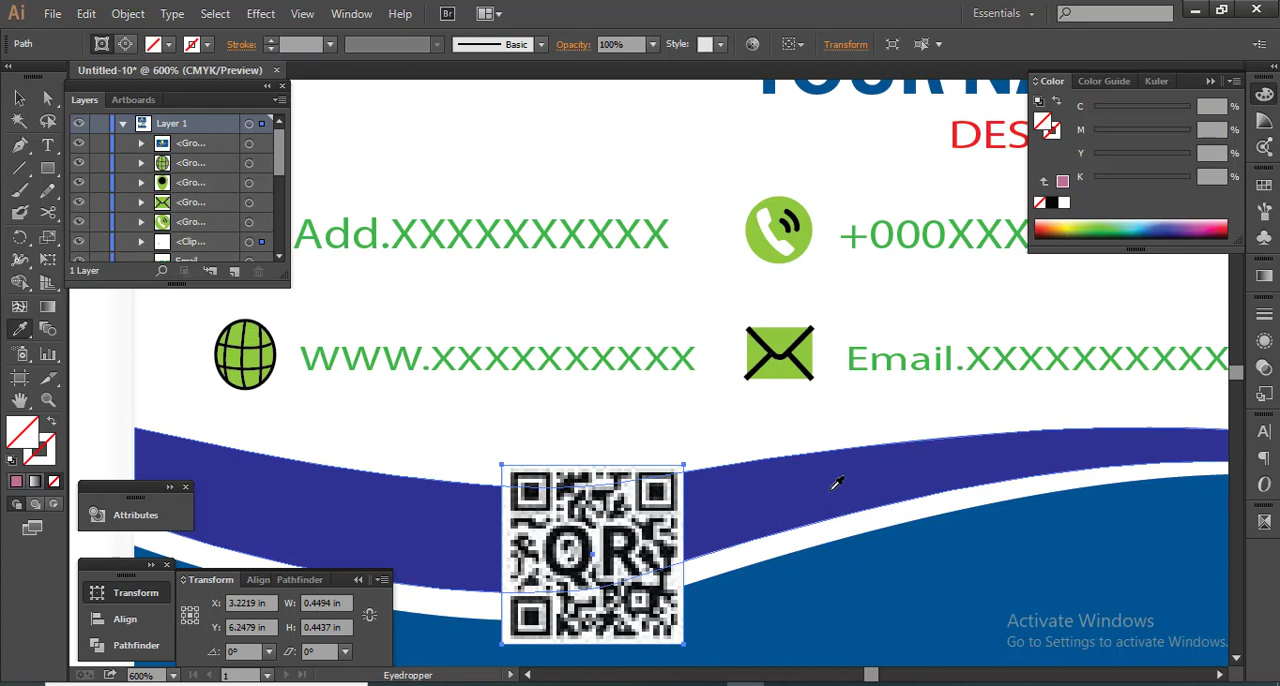 Ai File Edit Object Type Select Effect View Window Help Br Essentials
Path Stroke: Basic Opacity: 100% Style: Transform
Untitled-10* @ 600% (CMYK/Preview)
Layers Artboards
Layer 1
<Gro...
<Gro...
<Gro...
<Gro...
<Gro...
<Clip...
1 Layer
Color Color Guide Kuler
C %
M %
Y %
K %
DES
Add.XXXXXXXXXX
+000XXX
WWW.XXXXXXXXXX
Email.XXXXXXXXXX
QR
Attributes
Transform
Align
Pathfinder
Transform Align Pathfinder
X: 3.2219 in W: 0.4494 in
Y: 6.2479 in H: 0.4437 in
0° 0°
Activate Windows
Go to Settings to activate Windows.
600% 1 Eyedropper